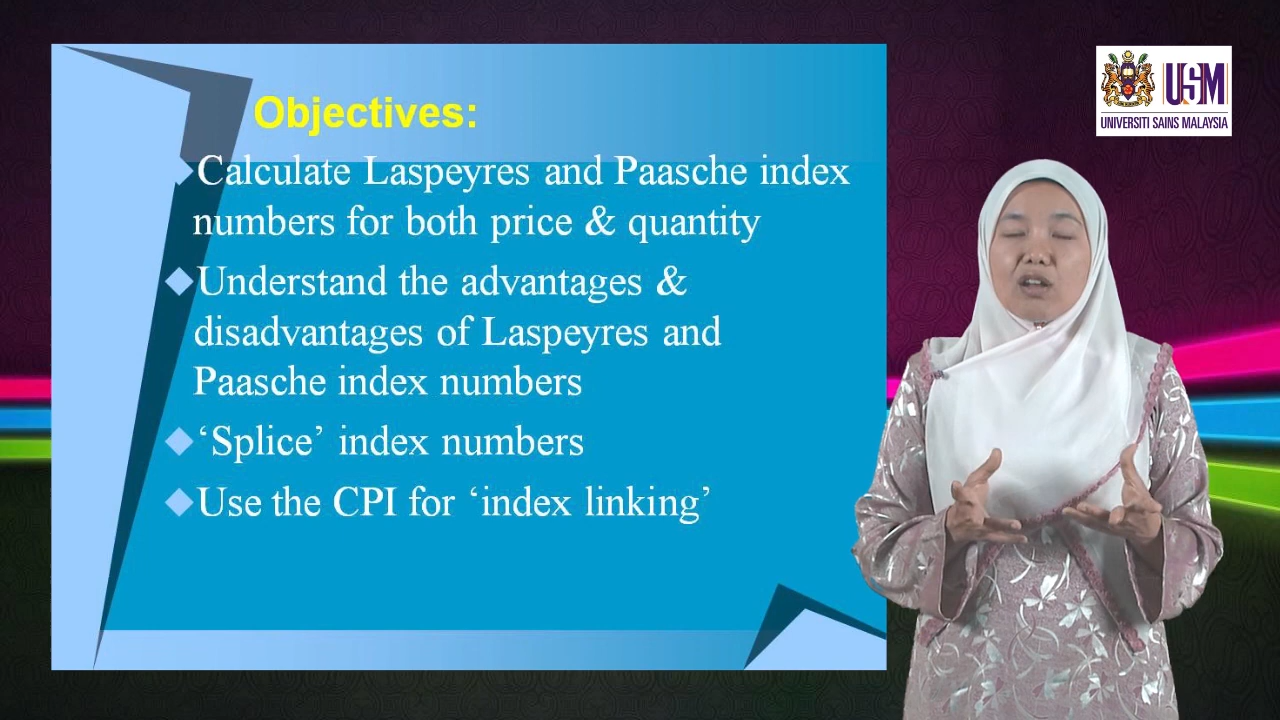 Objectives:
Calculate Laspeyres and Paasche index
numbers for both price & quantity
Understand the advantages &
disadvantages of Laspeyres and
Paasche index numbers
‘Splice’ index numbers
Use the CPI for ‘index linking’
USM
UNIVERSITI SAINS MALAYSIA